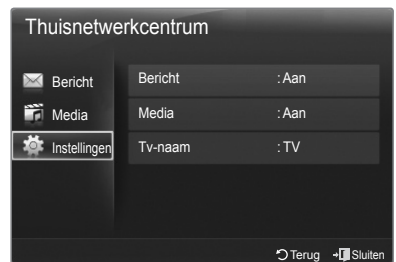 Thuisnetwerkcentrum
Bericht
Media
Instellingen
Bericht : Aan
Media : Aan
Tv-naam : TV
Terug Sluiten